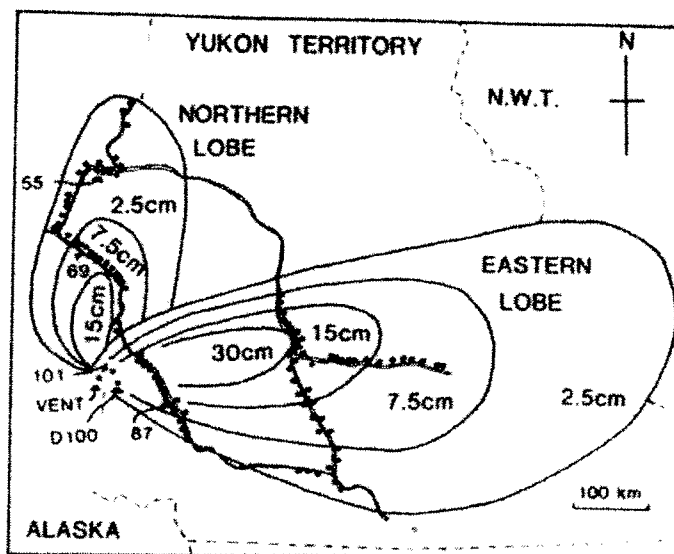 YUKON TERRITORY
N
N.W.T.
NORTHERN
LOBE
55
2.5cm
7.5cm
69
15cm
EASTERN
LOBE
15cm
30cm
101
VENT
D100
87
7.5cm
2.5cm
100 km
ALASKA